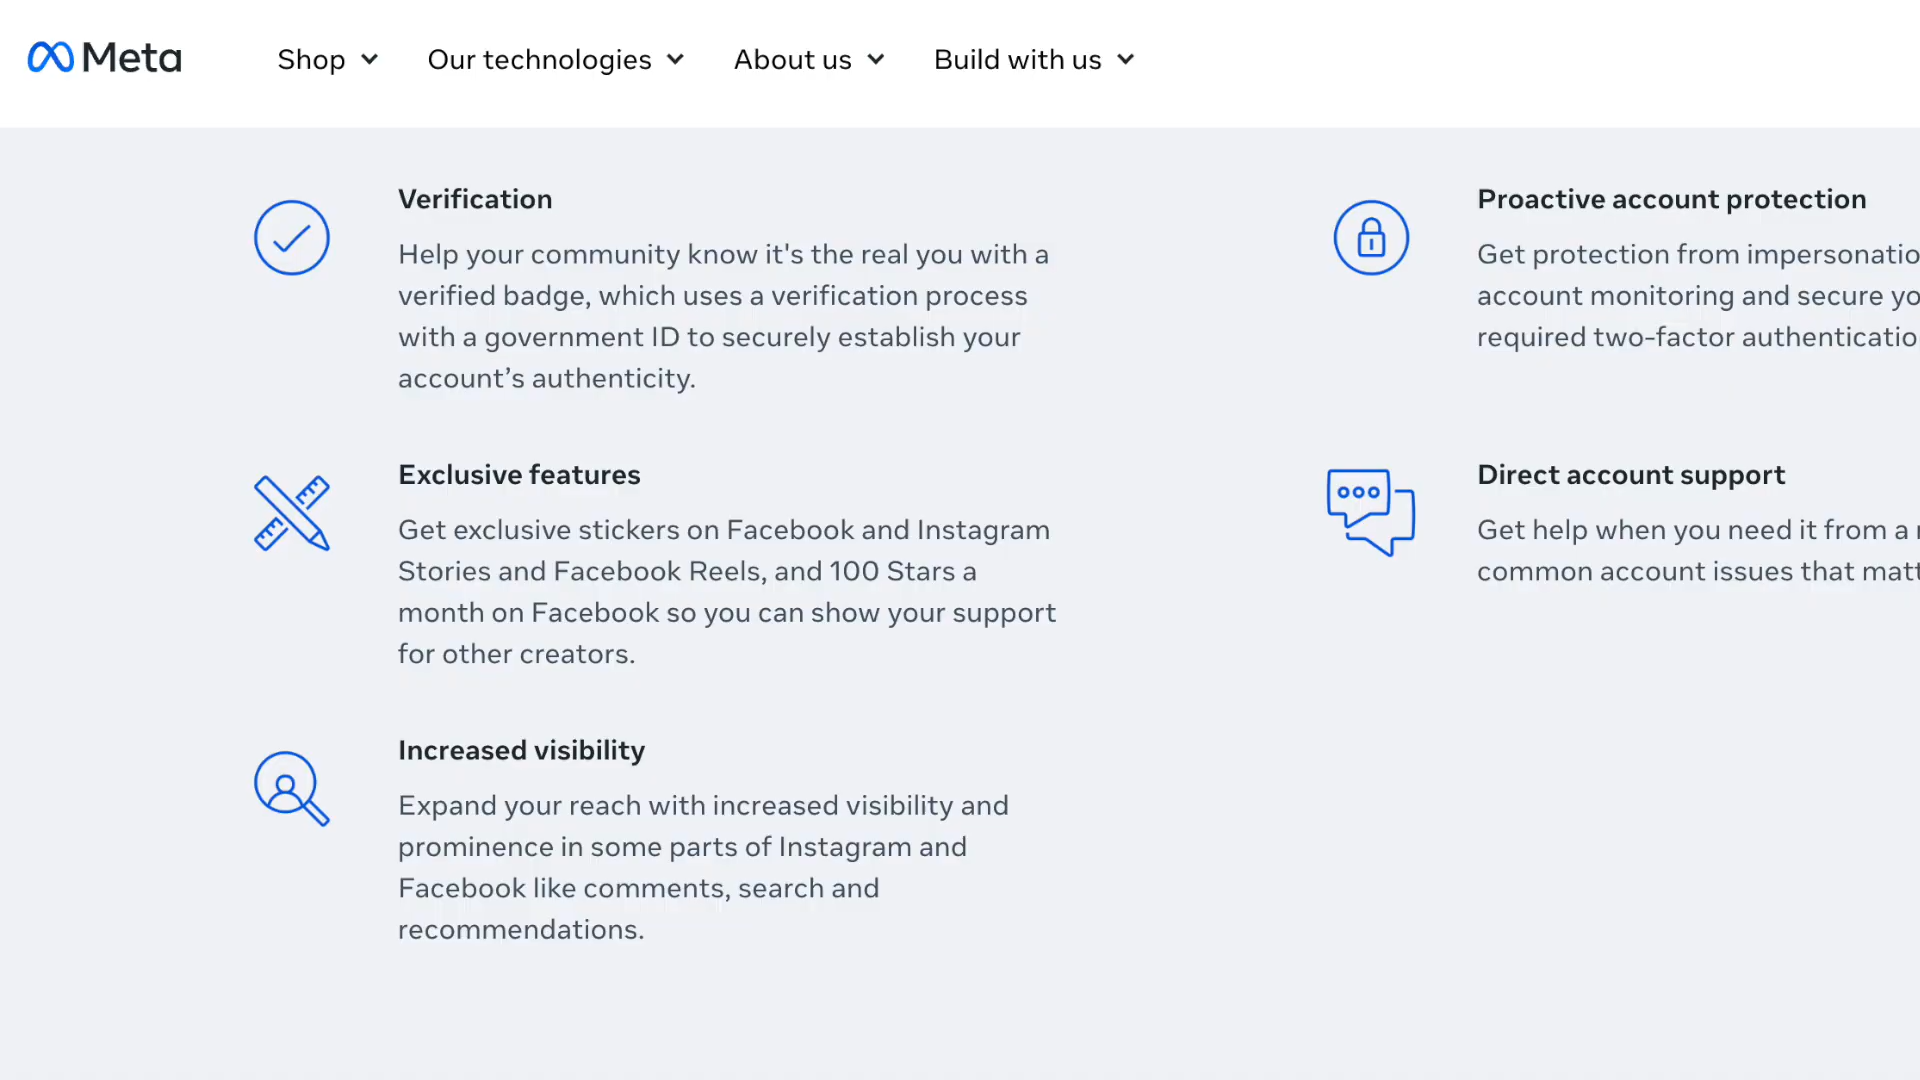 Meta
Shop
Our technologies
About us
Build with us
Verification
Help your community know it's the real you with a
verified badge, which uses a verification process
with a government ID to securely establish your
account’s authenticity.
Proactive account protection
Get protection from
account monitoring and secure
required two-factor
Exclusive features
Get exclusive stickers on Facebook and Instagram
Stories and Facebook Reels, and 100 Stars a
month on Facebook so you can show your support
for other creators.
Direct account support
Get help when you need it from a
common account issues that
Increased visibility
Expand your reach with increased visibility and
prominence in some parts of Instagram and
Facebook like comments, search and
recommendations.